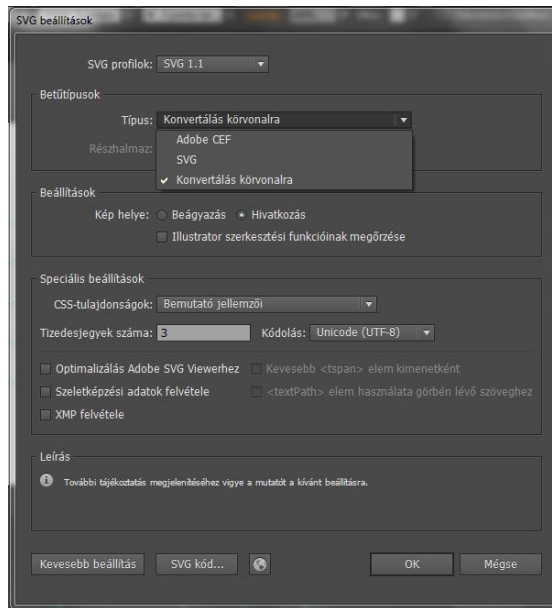 SVG beállítások
SVG profilok: SVG 1.1
Betűtípusok
Típus: Konvertálás körvonalra
Adobe CEF
Részhalmaz:
SVG
Konvertálás körvonalra
Beállítások
Kép helye: Beágyazás Hivatkozás
Illustrator szerkesztési funkcióinak megőrzése
Speciális beállítások
CSS-tulajdonságok: Bemutató jellemzői
Tizedesjegyek száma: 3 Kódolás: Unicode (UTF-8)
Optimalizálás Adobe SVG Viewerhez Kevesebb <tspan> elem kimenetként
Szeletképzési adatok felvétele <textPath> elem használata görbén lévő szöveghez
XMP felvétele
Leírás
További tájékoztatás megjelenítéséhez vigye a mutatót a kívánt beállításra.
Kevesebb beállítás SVG kód... OK Mégse